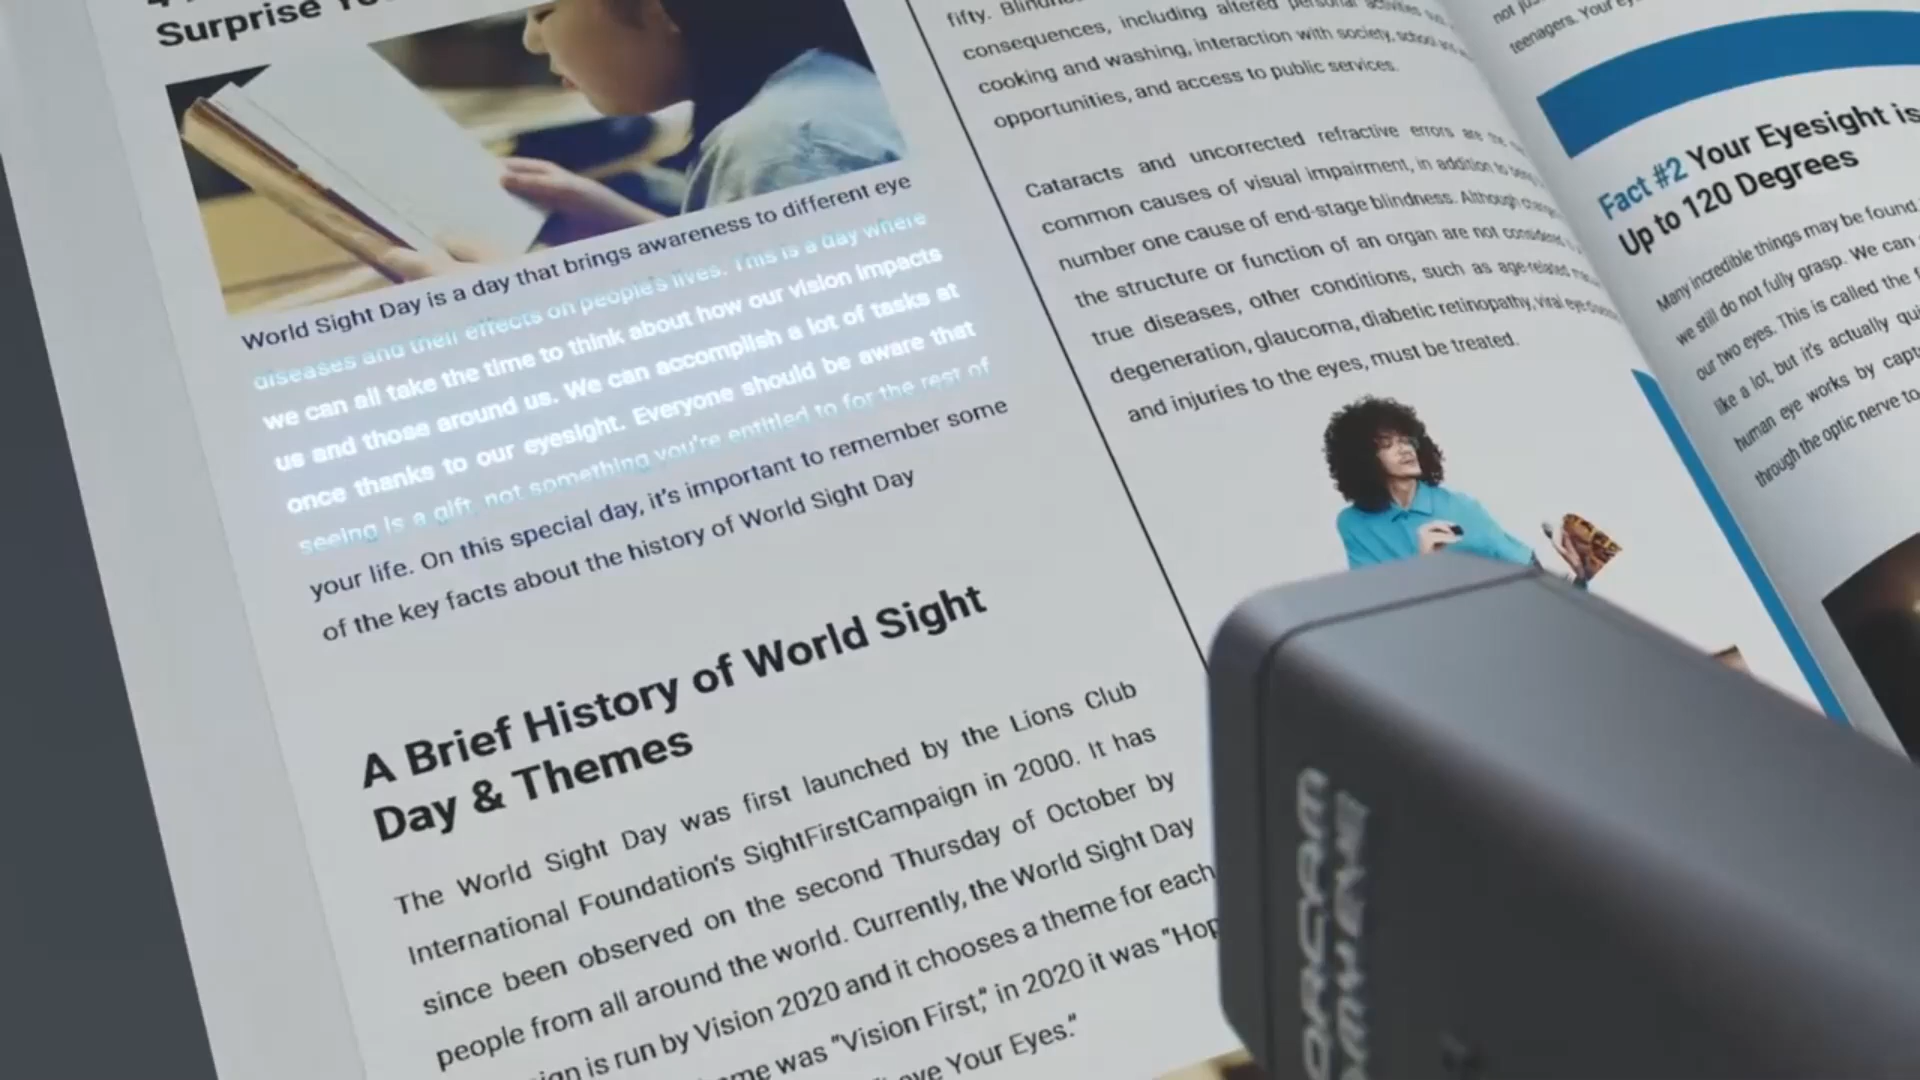 Surprise
World Sight Day is a day that brings awareness to different eye
diseases and their effects on people's lives. This is a day where
we can all take the time to think about how our vision impacts
us and those around us. We can accomplish a lot of tasks at
once thanks to our eyesight. Everyone should be aware that
seeing is a gift, not something you're entitled to for the rest of
your life. On this special day, it's important to remember some
of the key facts about the history of World Sight Day
A Brief History of World Sight
Day & Themes
The World Sight Day was first launched by the Lions Club
International Foundation's SightFirstCampaign in 2000. It has
since been observed on the second Thursday of October by
people from all around the world. Currently, the World Sight Day
is run by Vision 2020 and it chooses a theme for each
was "Vision First," in 2020 it was "Hop
Your Eyes."
fifty.
consequences, including altered personal activities
cooking and washing, interaction with society, school
opportunities, and access to public services.
Cataracts and uncorrected refractive errors are the
common causes of visual impairment, in addition to being
number one cause of end-stage blindness. Although
the structure or function of an organ are not considered
true diseases, other conditions, such as age-related
degeneration, glaucoma, diabetic retinopathy, viral eye
and injuries to the eyes, must be treated.
teenagers. Your
Fact #2 Your Eyesight is
Up to 120 Degrees
Many incredible things may be found
we still do not fully grasp. We can
our two eyes. This is called the
like a lot, but it's actually
human eye works by
through the optic nerve to
ORCAM